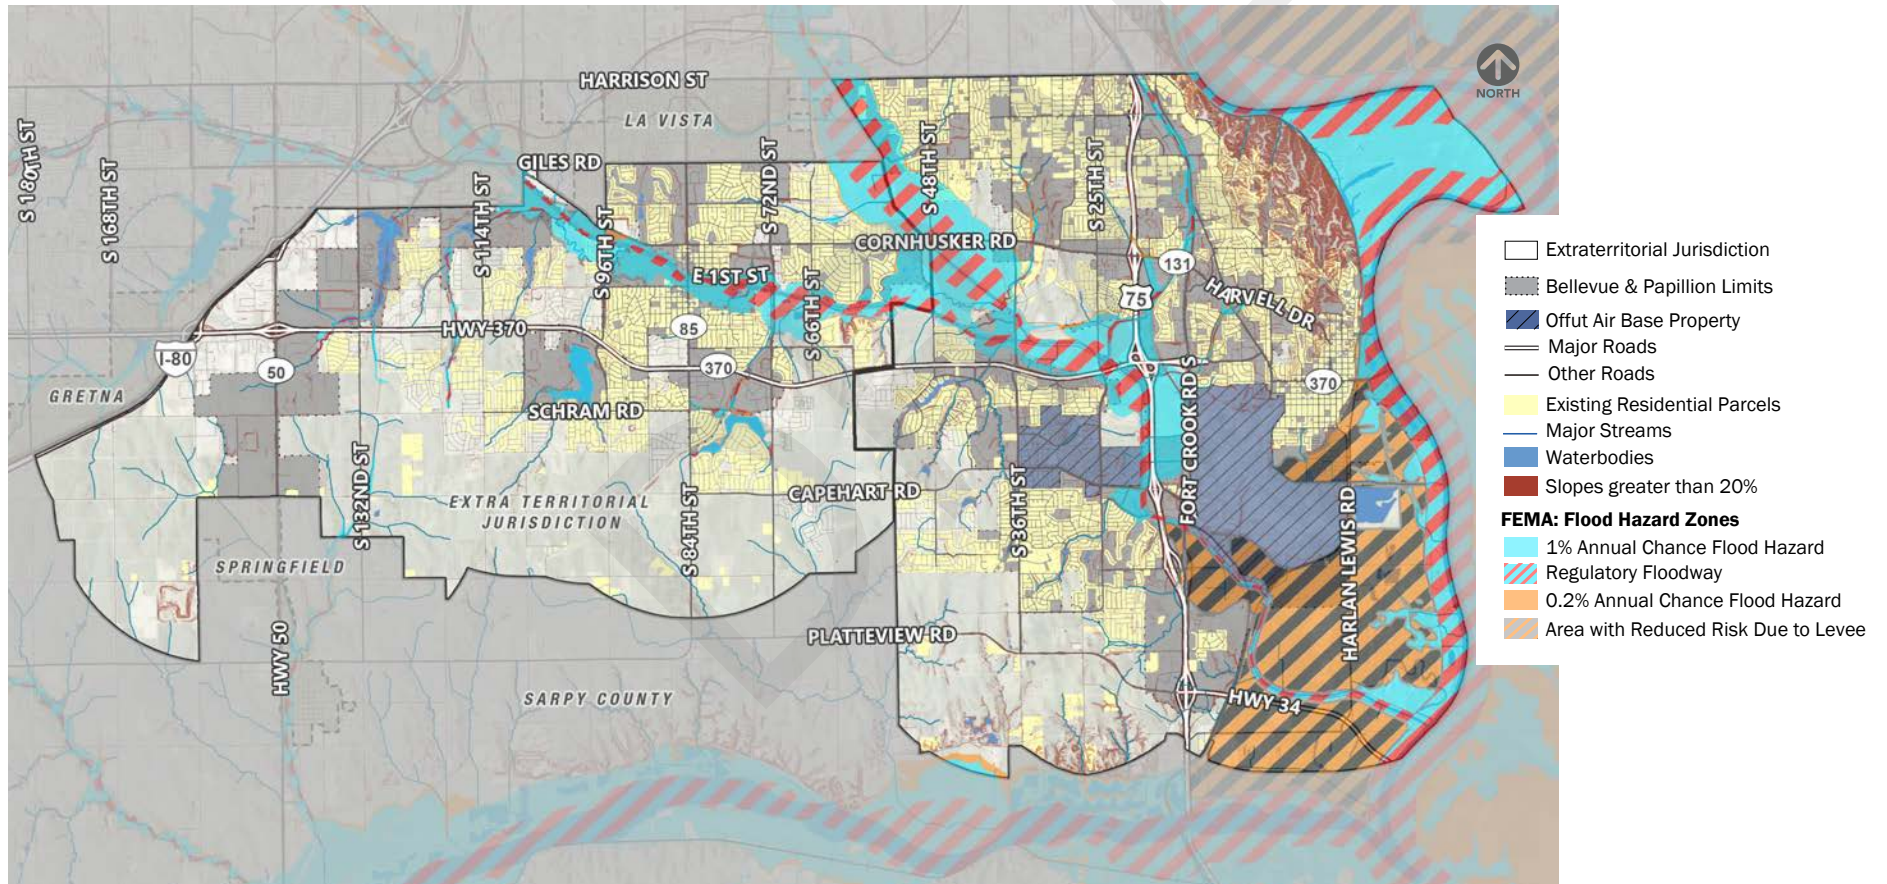 HARRISON ST
NORTH
LA VISTA
S 180TH ST
S 168TH ST
GILES RD
S 114TH ST
S 96TH ST
S 72ND ST
S 48TH ST
S 25TH ST
CORNHUSKER RD
E 1ST ST
S 66TH ST
131
75
HARVELL DR
HWY 370
85
I-80
50
370
FORT CROOK RD S
370
GRETNA
SCHRAM RD
S 132ND ST
EXTRA TERRITORIAL
JURISDICTION
S 84TH ST
CAPEHART RD
S 36TH ST
HARLAN LEWIS RD
SPRINGFIELD
HWY 50
PLATTEVIEW RD
SARPY COUNTY
HWY 34
Extraterritorial Jurisdiction
Bellevue & Papillion Limits
Offut Air Base Property
Major Roads
Other Roads
Existing Residential Parcels
Major Streams
Waterbodies
Slopes greater than 20%
FEMA: Flood Hazard Zones
1% Annual Chance Flood Hazard
Regulatory Floodway
0.2% Annual Chance Flood Hazard
Area with Reduced Risk Due to Levee